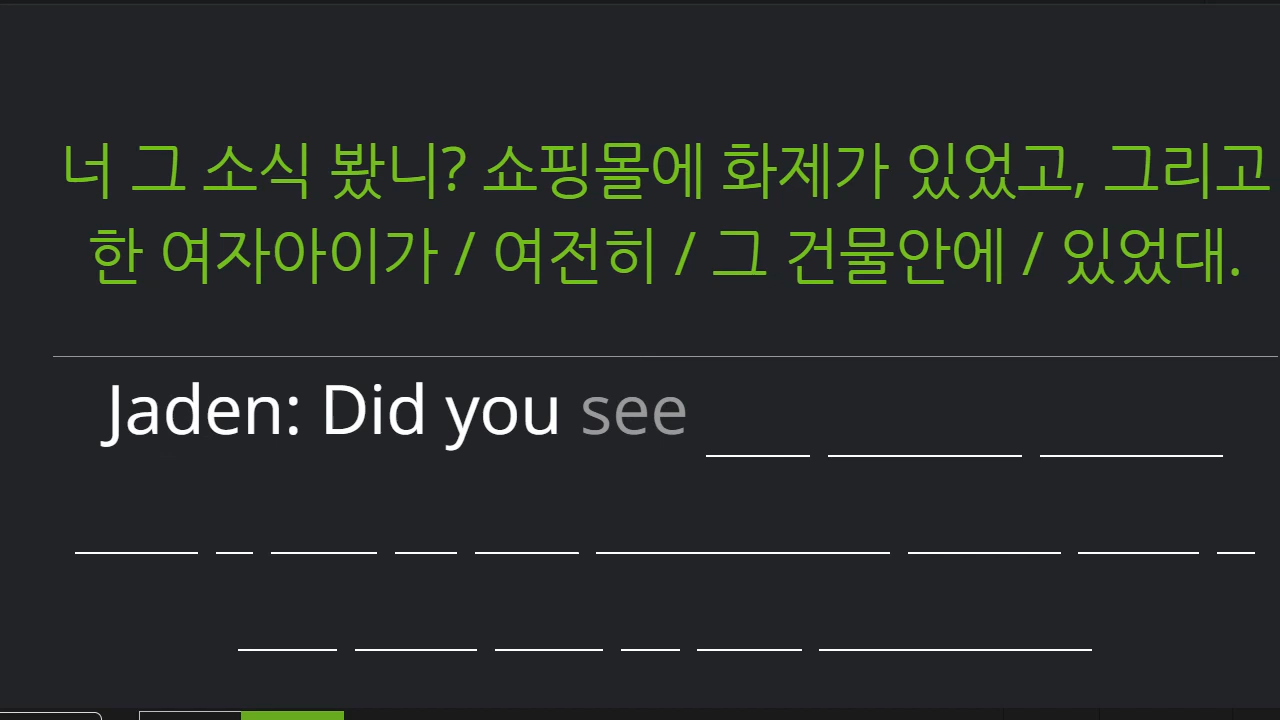 너 그 소식 봤니? 쇼핑몰에 화제가 있었고, 그리고
한 여자아이가 / 여전히 / 그 건물안에 / 있었대.
Jaden: Did you see